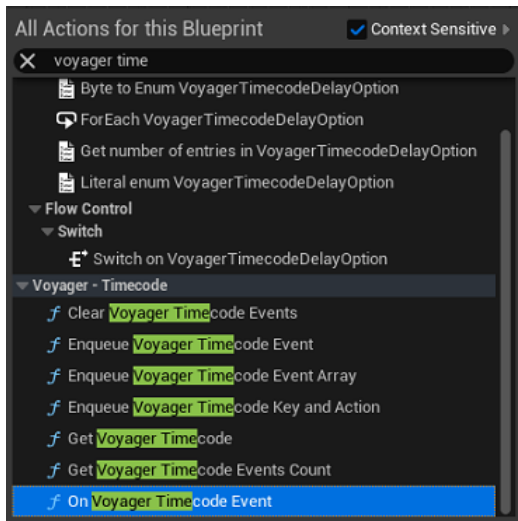 All Actions for this Blueprint Context Sensitive
voyager time
Byte to Enum VoyagerTimecodeDelayOption
ForEach VoyagerTimecodeDelayOption
Get number of entries in VoyagerTimecodeDelayOption
Literal enum VoyagerTimecodeDelayOption
Flow Control
Switch
Switch on VoyagerTimecodeDelayOption
Voyager - Timecode
Clear Voyager Timecode Events
Enqueue Voyager Timecode Event
Enqueue Voyager Timecode Event Array
Enqueue Voyager Timecode Key and Action
Get Voyager Timecode
Get Voyager Timecode Events Count
On Voyager Timecode Event